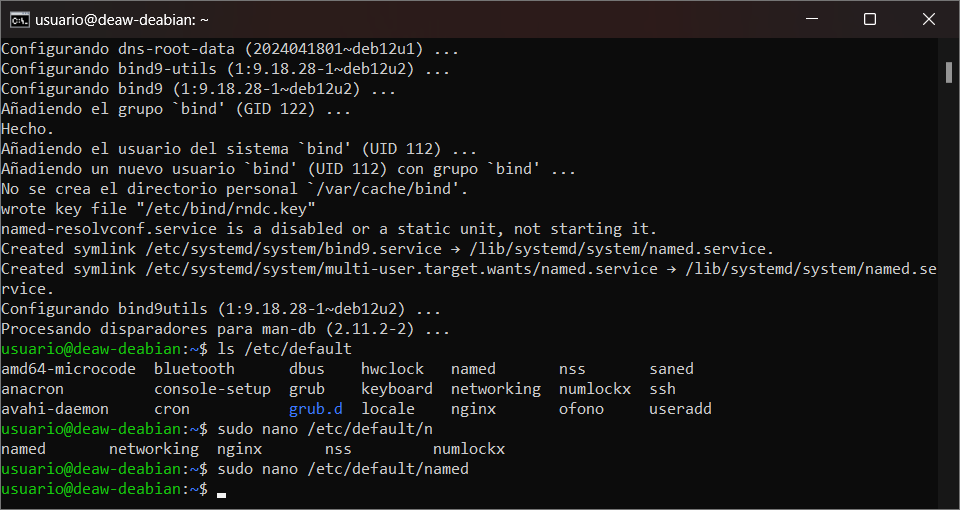 usuario@deaw-deabian: ~
Configurando dns-root-data (2024041801~deb12u1) ...
Configurando bind9-utils (1:9.18.28-1~deb12u2) ...
Configurando bind9 (1:9.18.28-1~deb12u2) ...
Añadiendo el grupo `bind' (GID 122) ...
Hecho.
Añadiendo el usuario del sistema `bind' (UID 112) ...
Añadiendo un nuevo usuario `bind' (UID 112) con grupo `bind' ...
No se crea el directorio personal `/var/cache/bind'.
wrote key file "/etc/bind/rndc.key"
named-resolvconf.service is a disabled or a static unit, not starting it.
Created symlink /etc/systemd/system/bind9.service → /lib/systemd/system/named.service.
Created symlink /etc/systemd/system/multi-user.target.wants/named.service → /lib/systemd/system/named.se
rvice.
Configurando bind9utils (1:9.18.28-1~deb12u2) ...
Procesando disparadores para man-db (2.11.2-2) ...
usuario@deaw-deabian:~$ ls /etc/default
amd64-microcode  bluetooth      dbus    hwclock   named       nss       saned
anacron          console-setup  grub    keyboard  networking  numlockx  ssh
avahi-daemon     cron           grub.d  locale    nginx       ofono     useradd
usuario@deaw-deabian:~$ sudo nano /etc/default/n
named       networking  nginx       nss         numlockx
usuario@deaw-deabian:~$ sudo nano /etc/default/named
usuario@deaw-deabian:~$